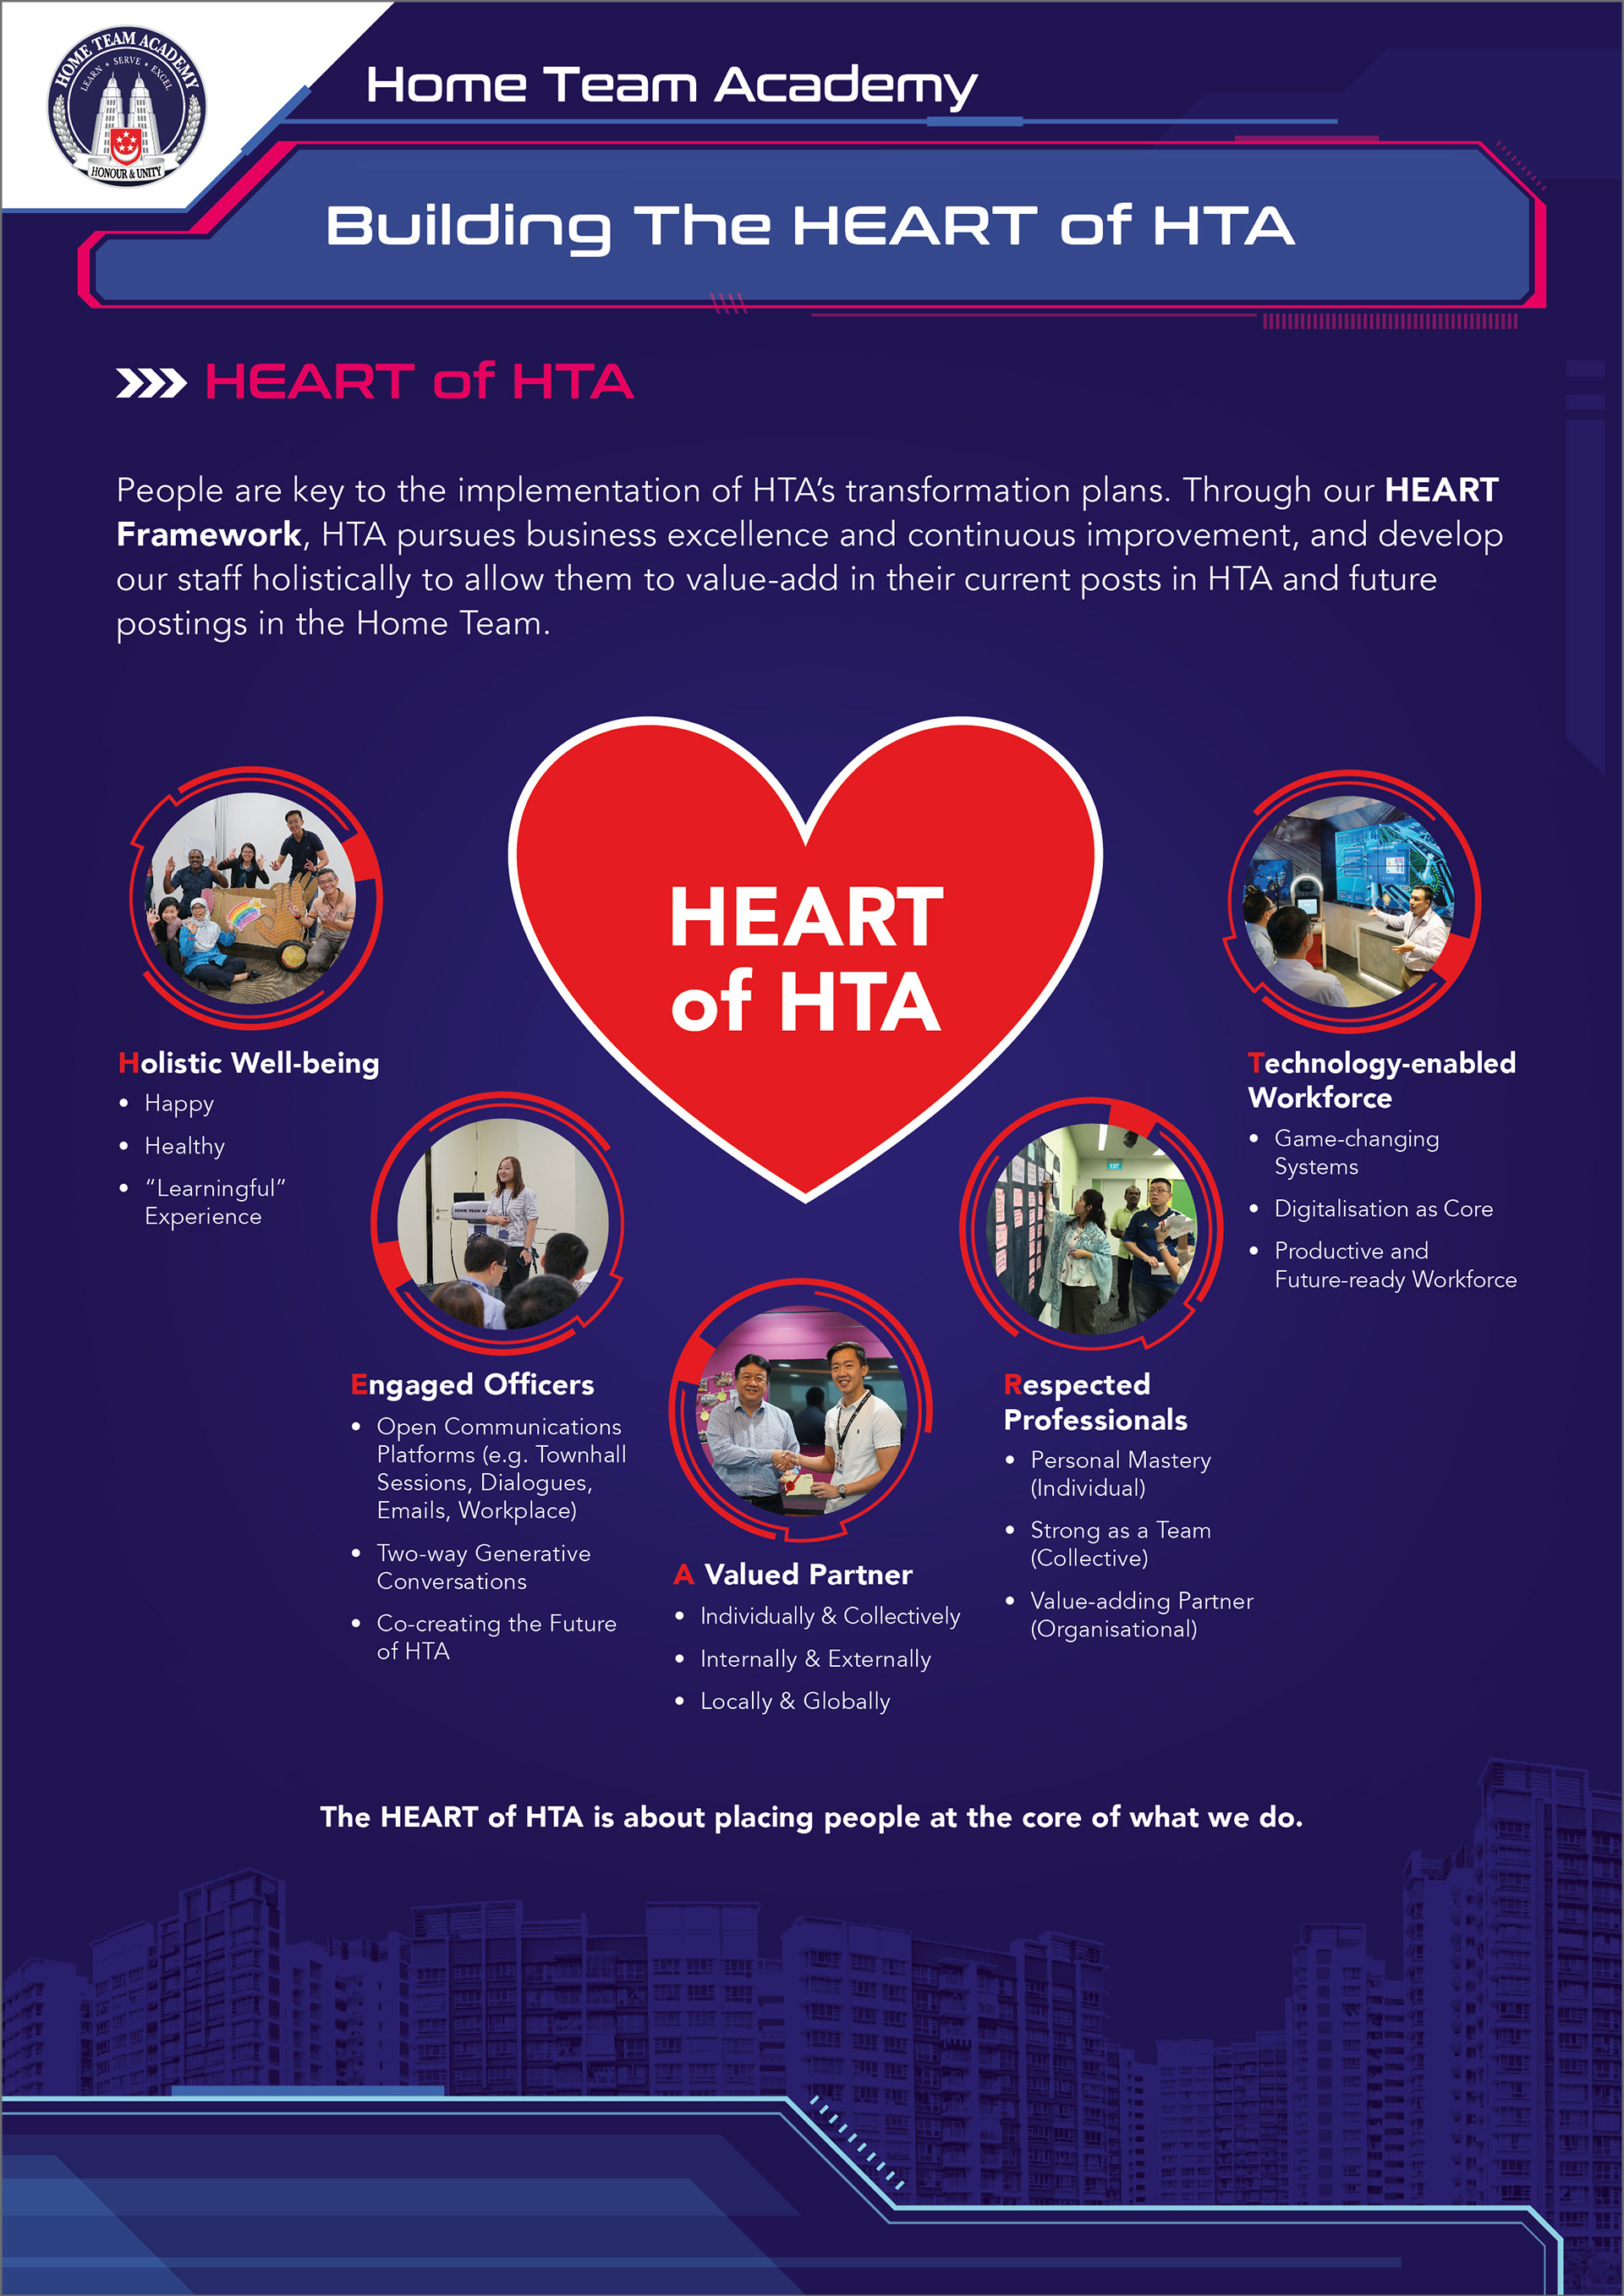 HOME TEAM ACADEMY
LEARN • SERVE • EXCEL
HONOUR & UNITY
Home Team Academy
Building The HEART of HTA
HEART of HTA
People are key to the implementation of HTA’s transformation plans. Through our HEART
Framework, HTA pursues business excellence and continuous improvement, and develop
our staff holistically to allow them to value-add in their current posts in HTA and future
postings in the Home Team.
HEART
of HTA
Holistic Well-being
• Happy
• Healthy
• “Learningful”
Experience
Engaged Officers
• Open Communications
Platforms (e.g. Townhall
Sessions, Dialogues,
Emails, Workplace)
• Two-way Generative
Conversations
• Co-creating the Future
of HTA
A Valued Partner
• Individually & Collectively
• Internally & Externally
• Locally & Globally
Respected
Professionals
• Personal Mastery
(Individual)
• Strong as a Team
(Collective)
• Value-adding Partner
(Organisational)
Technology-enabled
Workforce
• Game-changing
Systems
• Digitalisation as Core
• Productive and
Future-ready Workforce
HOME TEAM
EXIT
The HEART of HTA is about placing people at the core of what we do.